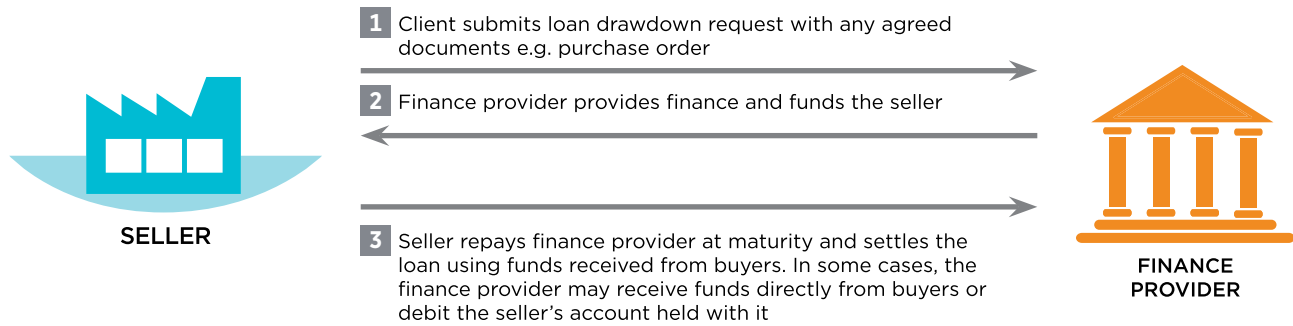 1 Client submits loan drawdown request with any agreed
documents e.g. purchase order
2 Finance provider provides finance and funds the seller
SELLER
3 Seller repays finance provider at maturity and settles the
loan using funds received from buyers. In some cases, the
finance provider may receive funds directly from buyers or
debit the seller’s account held with it
FINANCE
PROVIDER